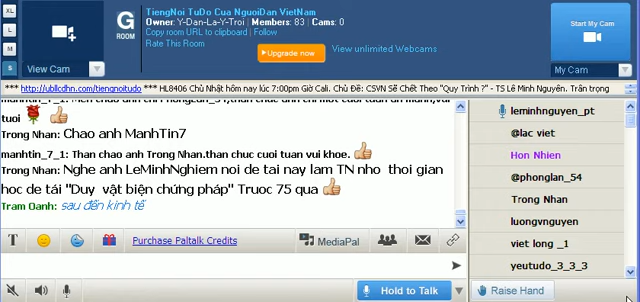 XL
L
M
S
View Cam
G
ROOM
TiengNoi TuDo Cua NguoiDan VietNam
Owner: Y-Dan-La-Y-Troi | Members: 83 | Cams: 0
Copy room URL to clipboard | Follow
Rate This Room
Upgrade now
View unlimited Webcams
Start My Cam
My Cam
*** http://ubllcdhn.com/tiengnoitudo *** HL8406 Chủ Nhật hôm nay lúc 7:00pm Giờ Cali. Chủ Đề: CSVN Sẽ Chết Theo "Quy Trình ?" - TS Lê Minh Nguyên. Trân trọng
tuoi
Trong Nhan: Chao anh ManhTin7
manhtin_7_1: Than chao anh Trong Nhan.than chuc cuoi tuan vui khoe.
Trong Nhan: Nghe anh LeMinhNghiem noi de tai nay lam TN nho thoi gian
hoc de tái "Duy vật biện chứng pháp" Truoc 75 qua
Tram Oanh: sau đến kinh tế
leminhnguyen_pt
@lac viet
Hon Nhien
@phonglan_54
Trong Nhan
luongvnguyen
viet long _1
yeutudo_3_3_3
T
Purchase Paltalk Credits
MediaPal
Hold to Talk
Raise Hand